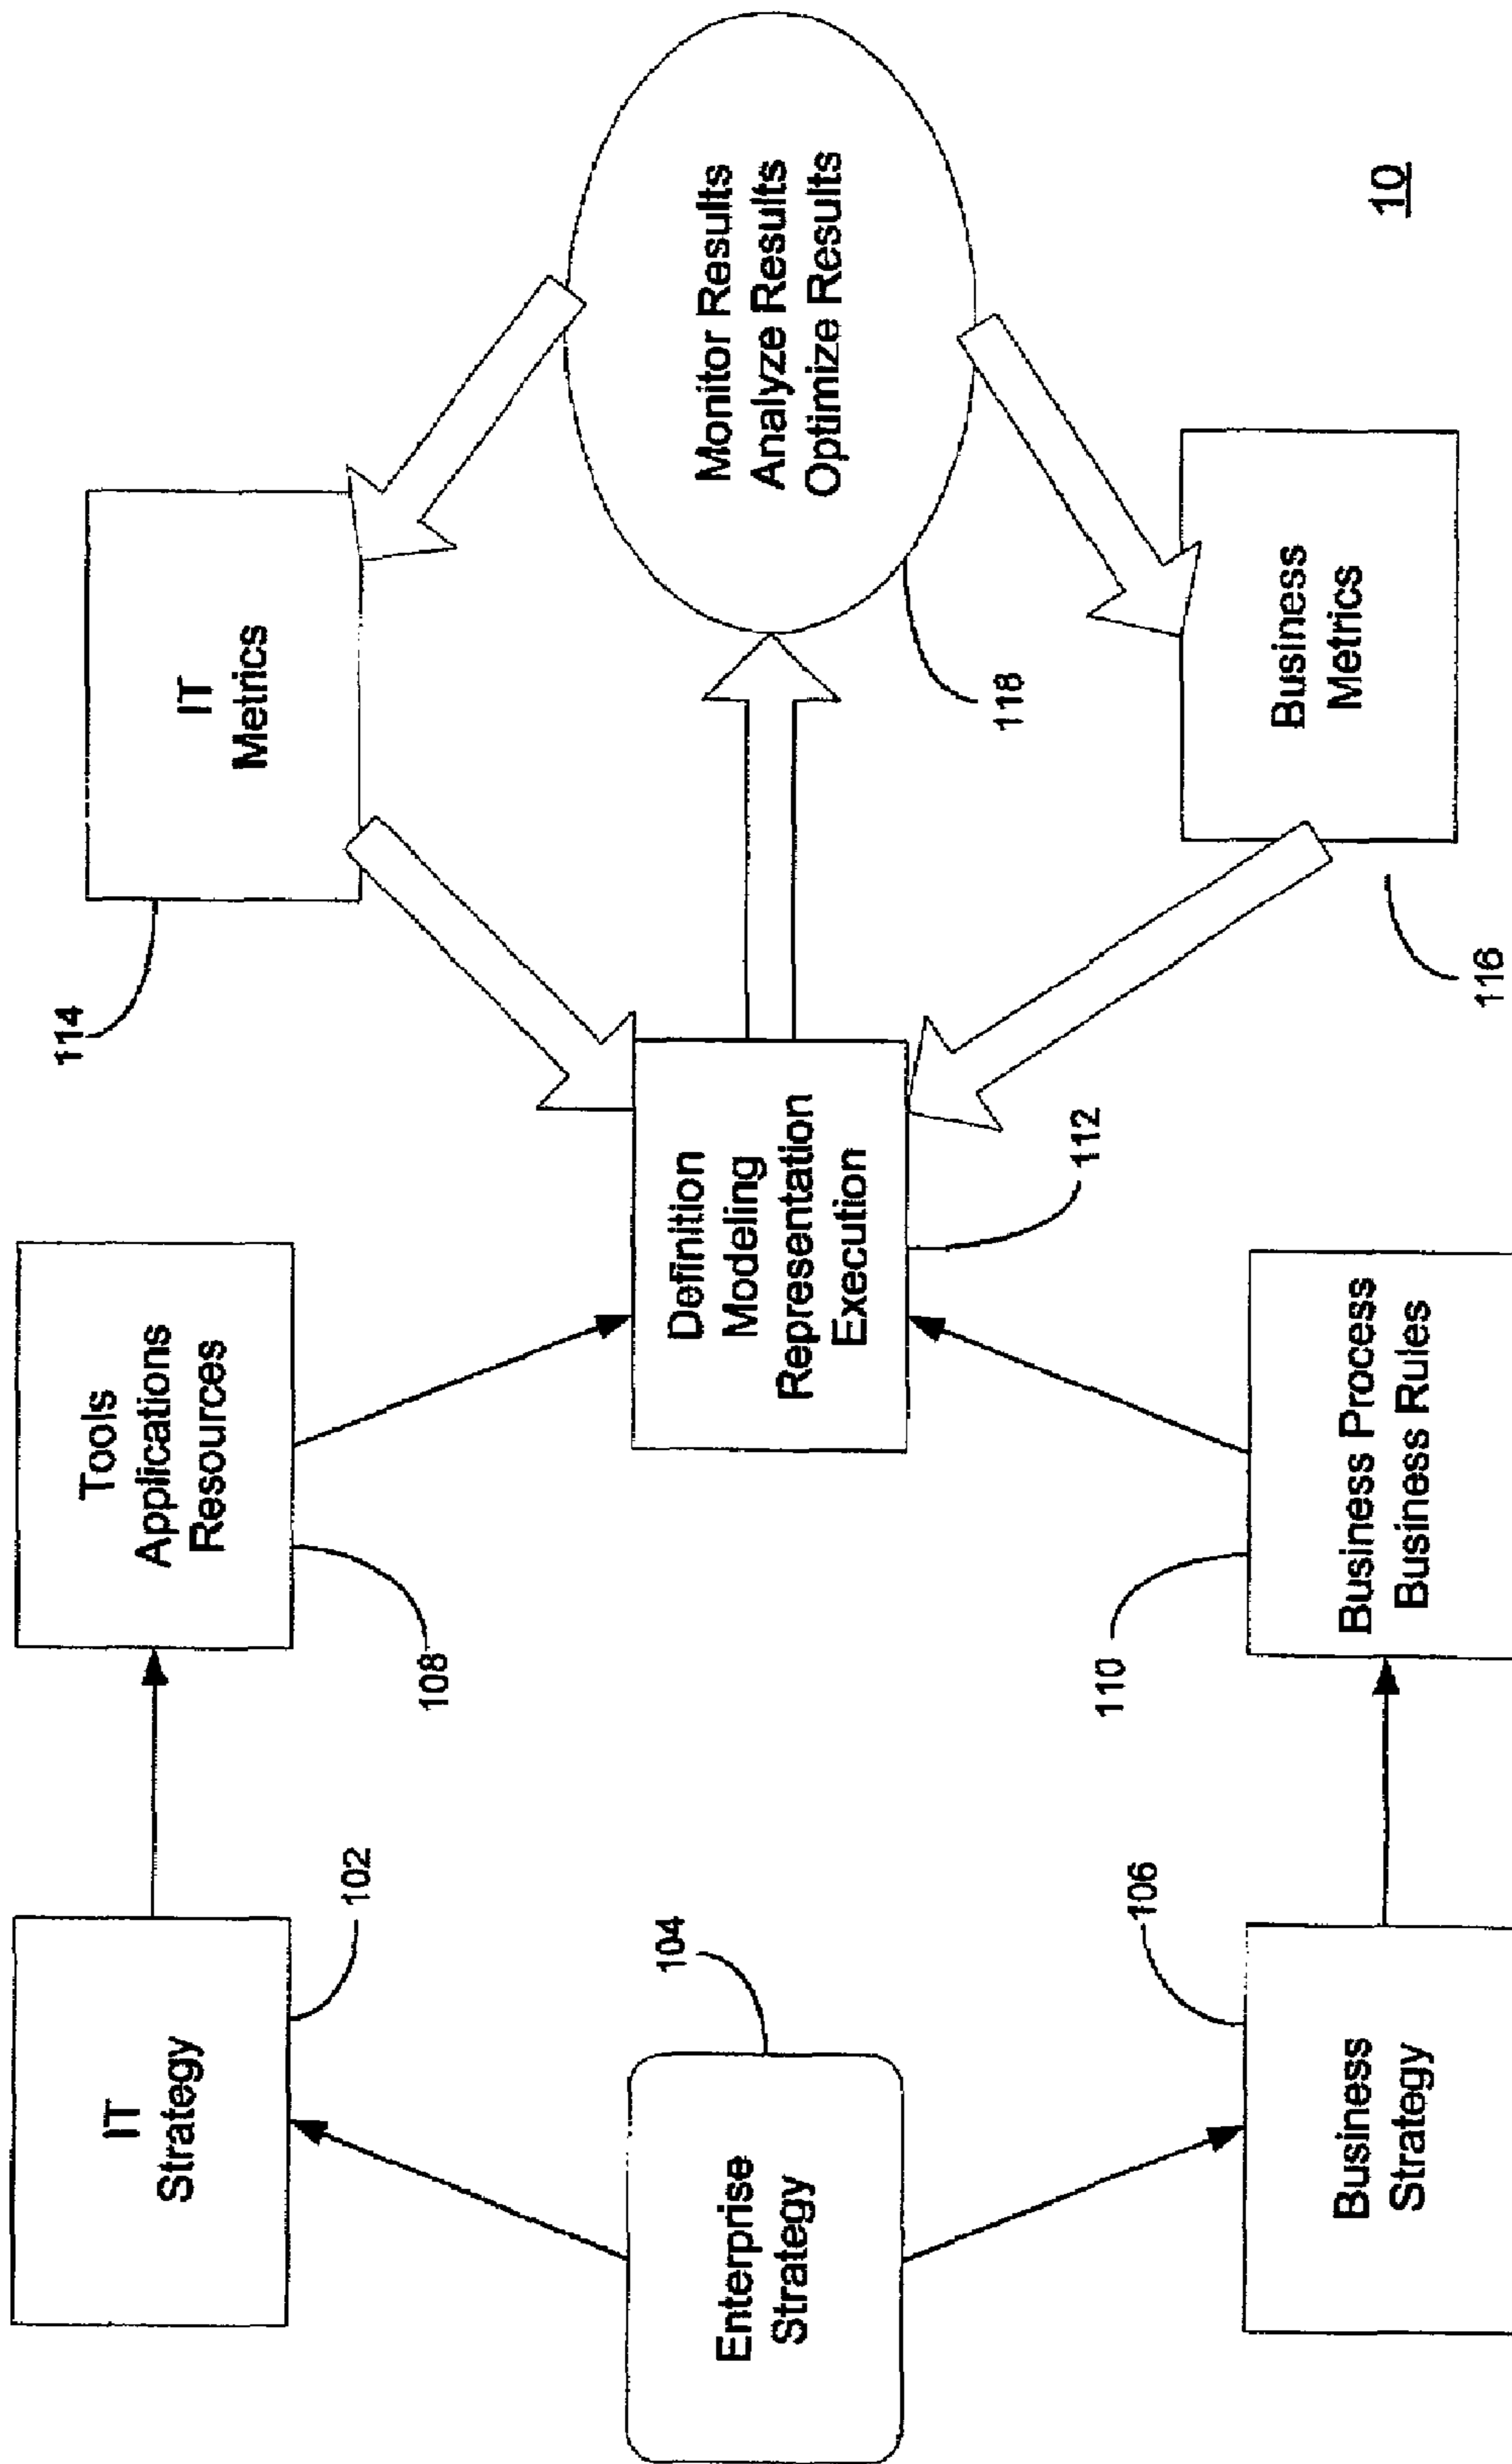 IT
Strategy
102
Tools
Applications
Resources
108
IT
Metrics
114
Enterprise
Strategy
104
Definition
Modeling
Representation
Execution
112
Monitor Results
Analyze Results
Optimize Results
118
Business
Strategy
106
Business Process
Business Rules
110
Business
Metrics
116
10